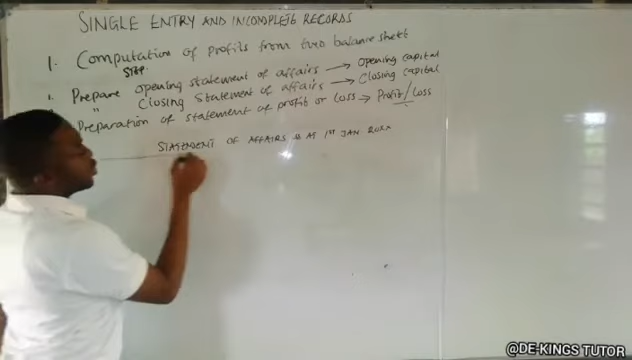 SINGLE ENTRY AND INCOMPLETE RECORDS
1. Computation of profits from two balance sheet
STEP
1. Prepare opening statement of affairs → Opening capital
" Closing Statement of affairs → Closing Capital
Preparation of statement of profit or loss → Profit/Loss
STATEMENT OF AFFAIRS AS 1ST JAN 20XX
@DE-KINGS TUTOR